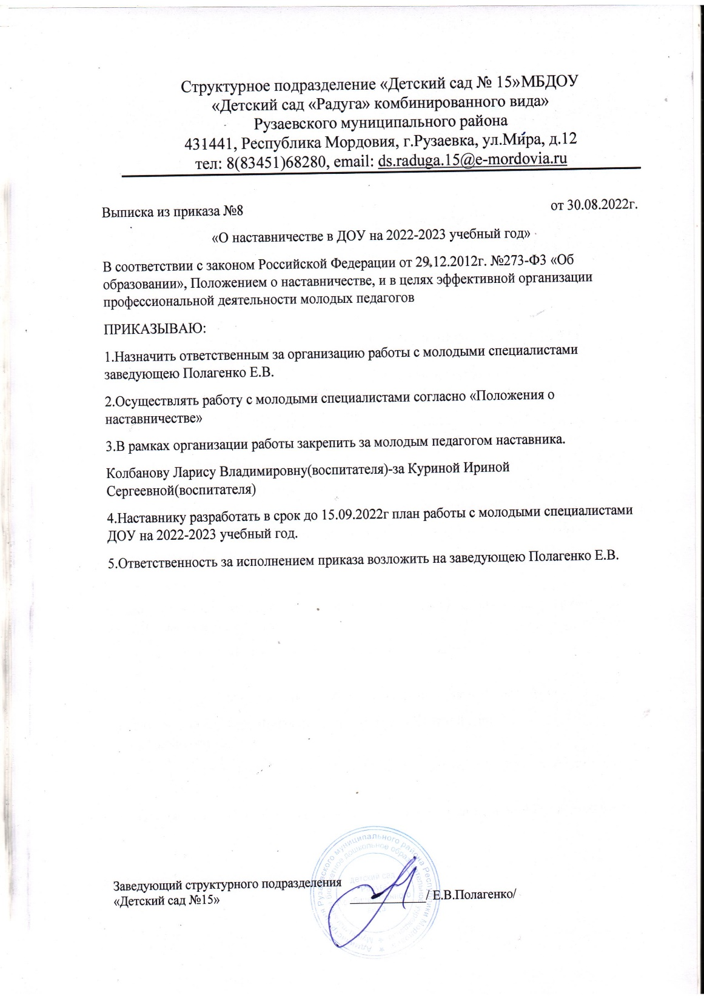 Структурное подразделение «Детский сад № 15»МБДОУ
«Детский сад «Радуга» комбинированного вида»
Рузаевского муниципального района
431441, Республика Мордовия, г.Рузаевка, ул.Мира, д.12
тел: 8(83451)68280, email: ds.raduga.15@e-mordovia.ru
Выписка из приказа №8 от 30.08.2022г.
«О наставничестве в ДОУ на 2022-2023 учебный год»
В соответствии с законом Российской Федерации от 29.12.2012г. №273-ФЗ «Об
образовании», Положением о наставничестве, и в целях эффективной организации
профессиональной деятельности молодых педагогов
ПРИКАЗЫВАЮ:
1.Назначить ответственным за организацию работы с молодыми специалистами
заведующею Полагенко Е.В.
2.Осуществлять работу с молодыми специалистами согласно «Положения о
наставничестве»
3.В рамках организации работы закрепить за молодым педагогом наставника.
Колбанову Ларису Владимировну(воспитателя)-за Куриной Ириной
Сергеевной(воспитателя)
4.Наставнику разработать в срок до 15.09.2022г план работы с молодыми специалистами
ДОУ на 2022-2023 учебный год.
5.Ответственность за исполнением приказа возложить на заведующею Полагенко Е.В.
Заведующий структурного подразделения
«Детский сад №15» / Е.В.Полагенко/
муниципального района Республики
дошкольное
детский сад